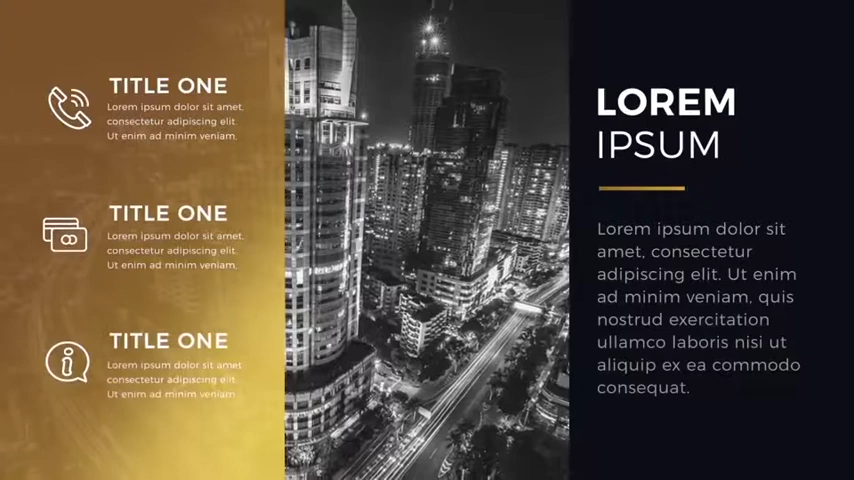 TITLE ONE
Lorem ipsum dolor sit amet,
consectetur adipiscing elit.
Ut enim ad minim veniam,
TITLE ONE
Lorem ipsum dolor sit amet,
consectetur adipiscing elit.
Ut enim ad minim veniam,
TITLE ONE
Lorem ipsum dolor sit amet
consectetur adipiscing elit.
Ut enim ad minim veniam
LOREM
IPSUM
Lorem ipsum dolor sit
amet, consectetur
adipiscing elit. Ut enim
ad minim veniam, quis
nostrud exercitation
ullamco laboris nisi ut
aliquip ex ea commodo
consequat.